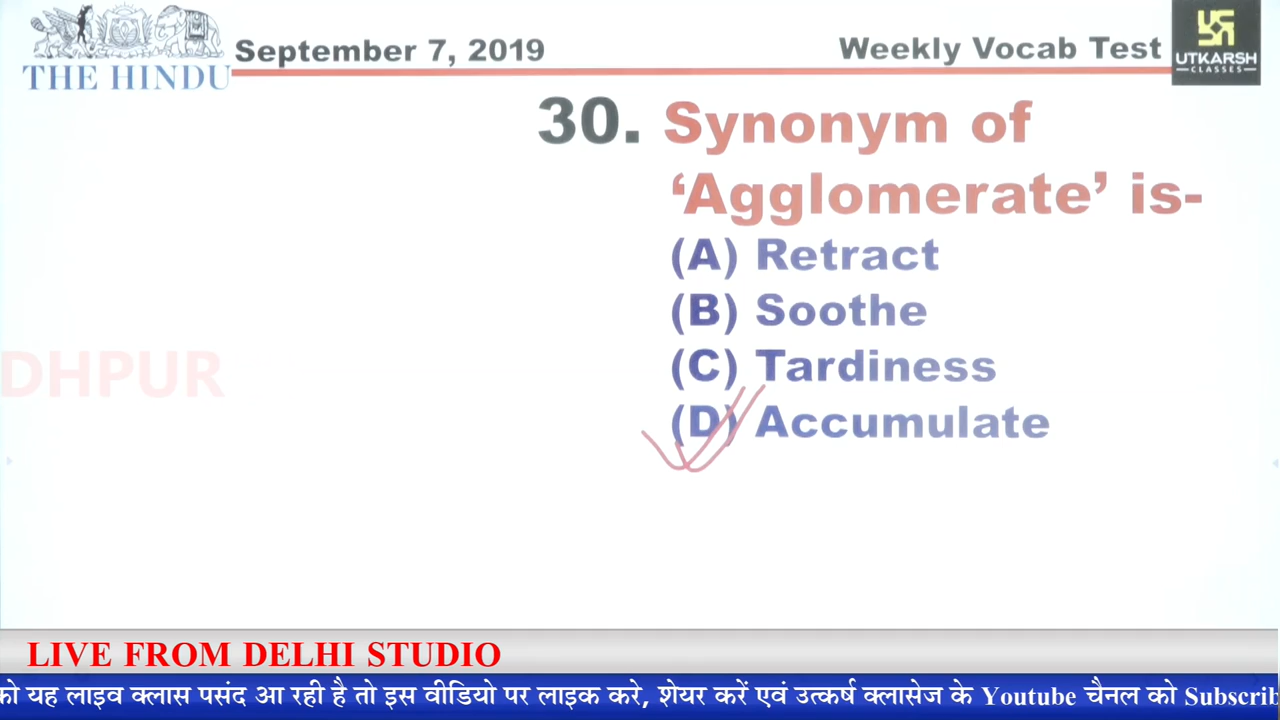 THE HINDU
September 7, 2019
Weekly Vocab Test
UTKARSH
CLASSES
30. Synonym of
‘Agglomerate’ is-
(A) Retract
(B) Soothe
(C) Tardiness
(D) Accumulate
DHPUR
LIVE FROM DELHI STUDIO
को यह लाइव क्लास पसंद आ रही है तो इस वीडियो पर लाइक करे, शेयर करें एवं उत्कर्ष क्लासेज के Youtube चैनल को Subscrib